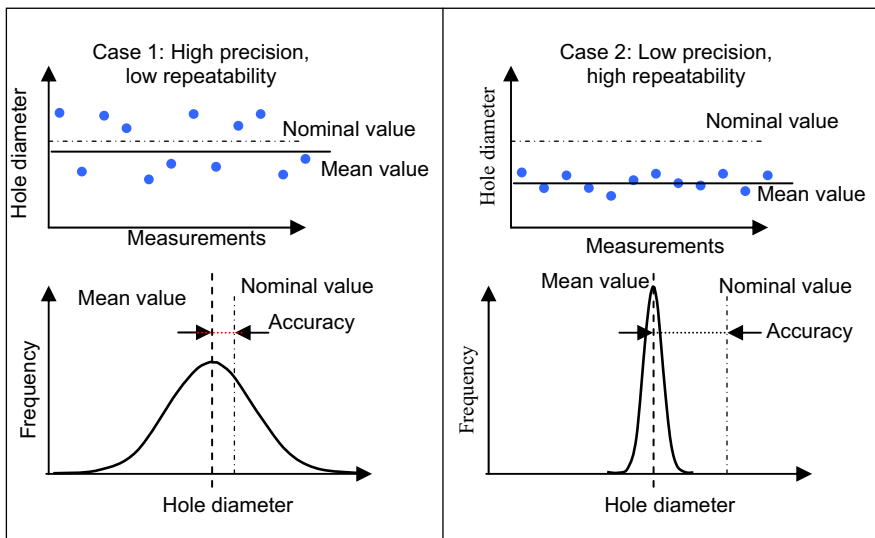 Case 1: High precision,
low repeatability
Hole diameter
Nominal value
Mean value
Measurements
Mean value
Nominal value
Accuracy
Frequency
Hole diameter
Case 2: Low precision,
high repeatability
Hole diameter
Nominal value
Mean value
Measurements
Mean value
Nominal value
Accuracy
Frequency
Hole diameter